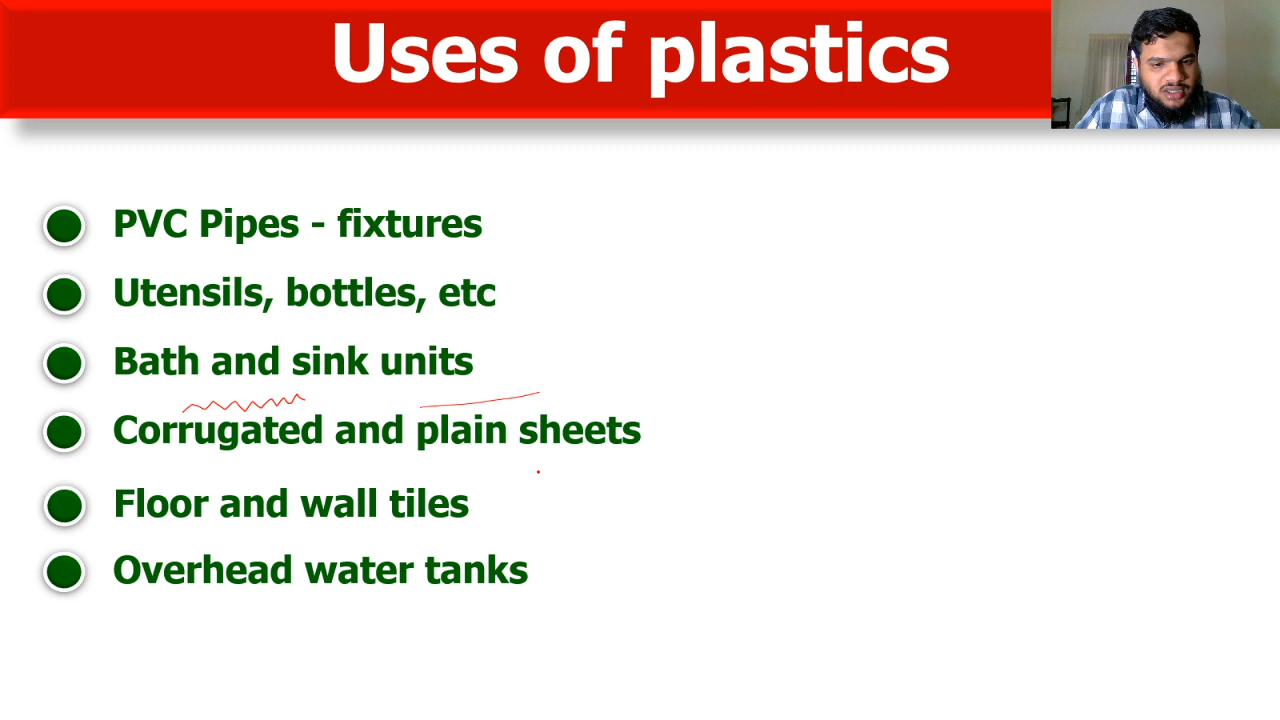 Uses of plastics
PVC Pipes - fixtures
Utensils, bottles, etc
Bath and sink units
Corrugated and plain sheets
Floor and wall tiles
Overhead water tanks